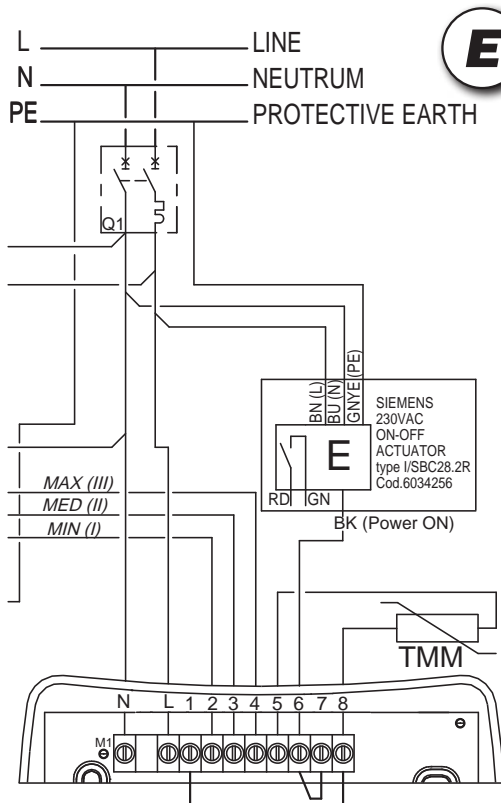 L LINE
E
N NEUTRUM
PE PROTECTIVE EARTH
Q1
BN (L)
BU (N)
GNYE (PE)
SIEMENS
230VAC
ON-OFF
ACTUATOR
type I/SBC28.2R
Cod.6034256
E
RD GN
BK (Power ON)
MAX (III)
MED (II)
MIN (I)
TMM
N L 1 2 3 4 5 6 7 8
M1